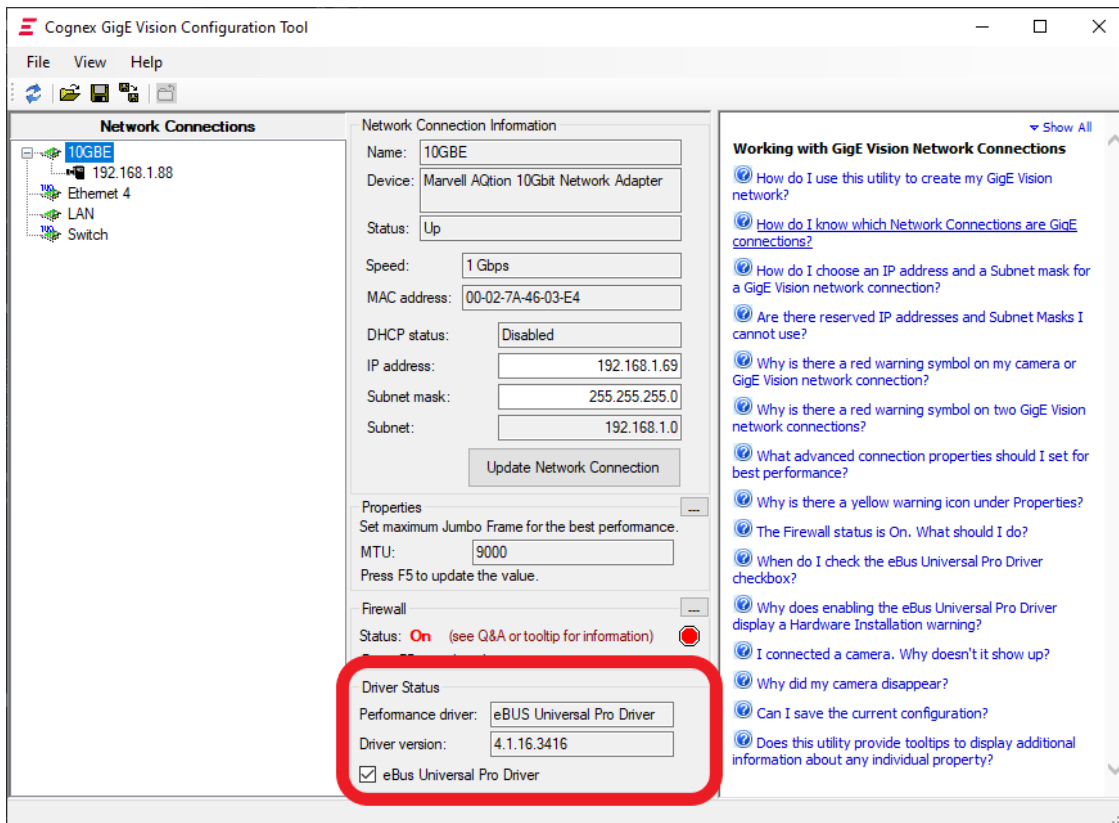 Cognex GigE Vision Configuration Tool
File View Help
Network Connections
10GBE
192.168.1.88
Ethernet 4
LAN
Switch
Network Connection Information
Name: 10GBE
Device: Marvell AQtion 10Gbit Network Adapter
Status: Up
Speed: 1 Gbps
MAC address: 00-02-7A-46-03-E4
DHCP status: Disabled
IP address: 192.168.1.69
Subnet mask: 255.255.255.0
Subnet: 192.168.1.0
Update Network Connection
Properties ...
Set maximum Jumbo Frame for the best performance.
MTU: 9000
Press F5 to update the value.
Firewall ...
Status: On (see Q&A or tooltip for information)
Driver Status
Performance driver: eBUS Universal Pro Driver
Driver version: 4.1.16.3416
eBus Universal Pro Driver
Show All
Working with GigE Vision Network Connections
How do I use this utility to create my GigE Vision
network?
How do I know which Network Connections are GigE
connections?
How do I choose an IP address and a Subnet mask for
a GigE Vision network connection?
Are there reserved IP addresses and Subnet Masks I
cannot use?
Why is there a red warning symbol on my camera or
GigE Vision network connection?
Why is there a red warning symbol on two GigE Vision
network connections?
What advanced connection properties should I set for
best performance?
Why is there a yellow warning icon under Properties?
The Firewall status is On. What should I do?
When do I check the eBus Universal Pro Driver
checkbox?
Why does enabling the eBus Universal Pro Driver
display a Hardware Installation warning?
I connected a camera. Why doesn't it show up?
Why did my camera disappear?
Can I save the current configuration?
Does this utility provide tooltips to display additional
information about any individual property?